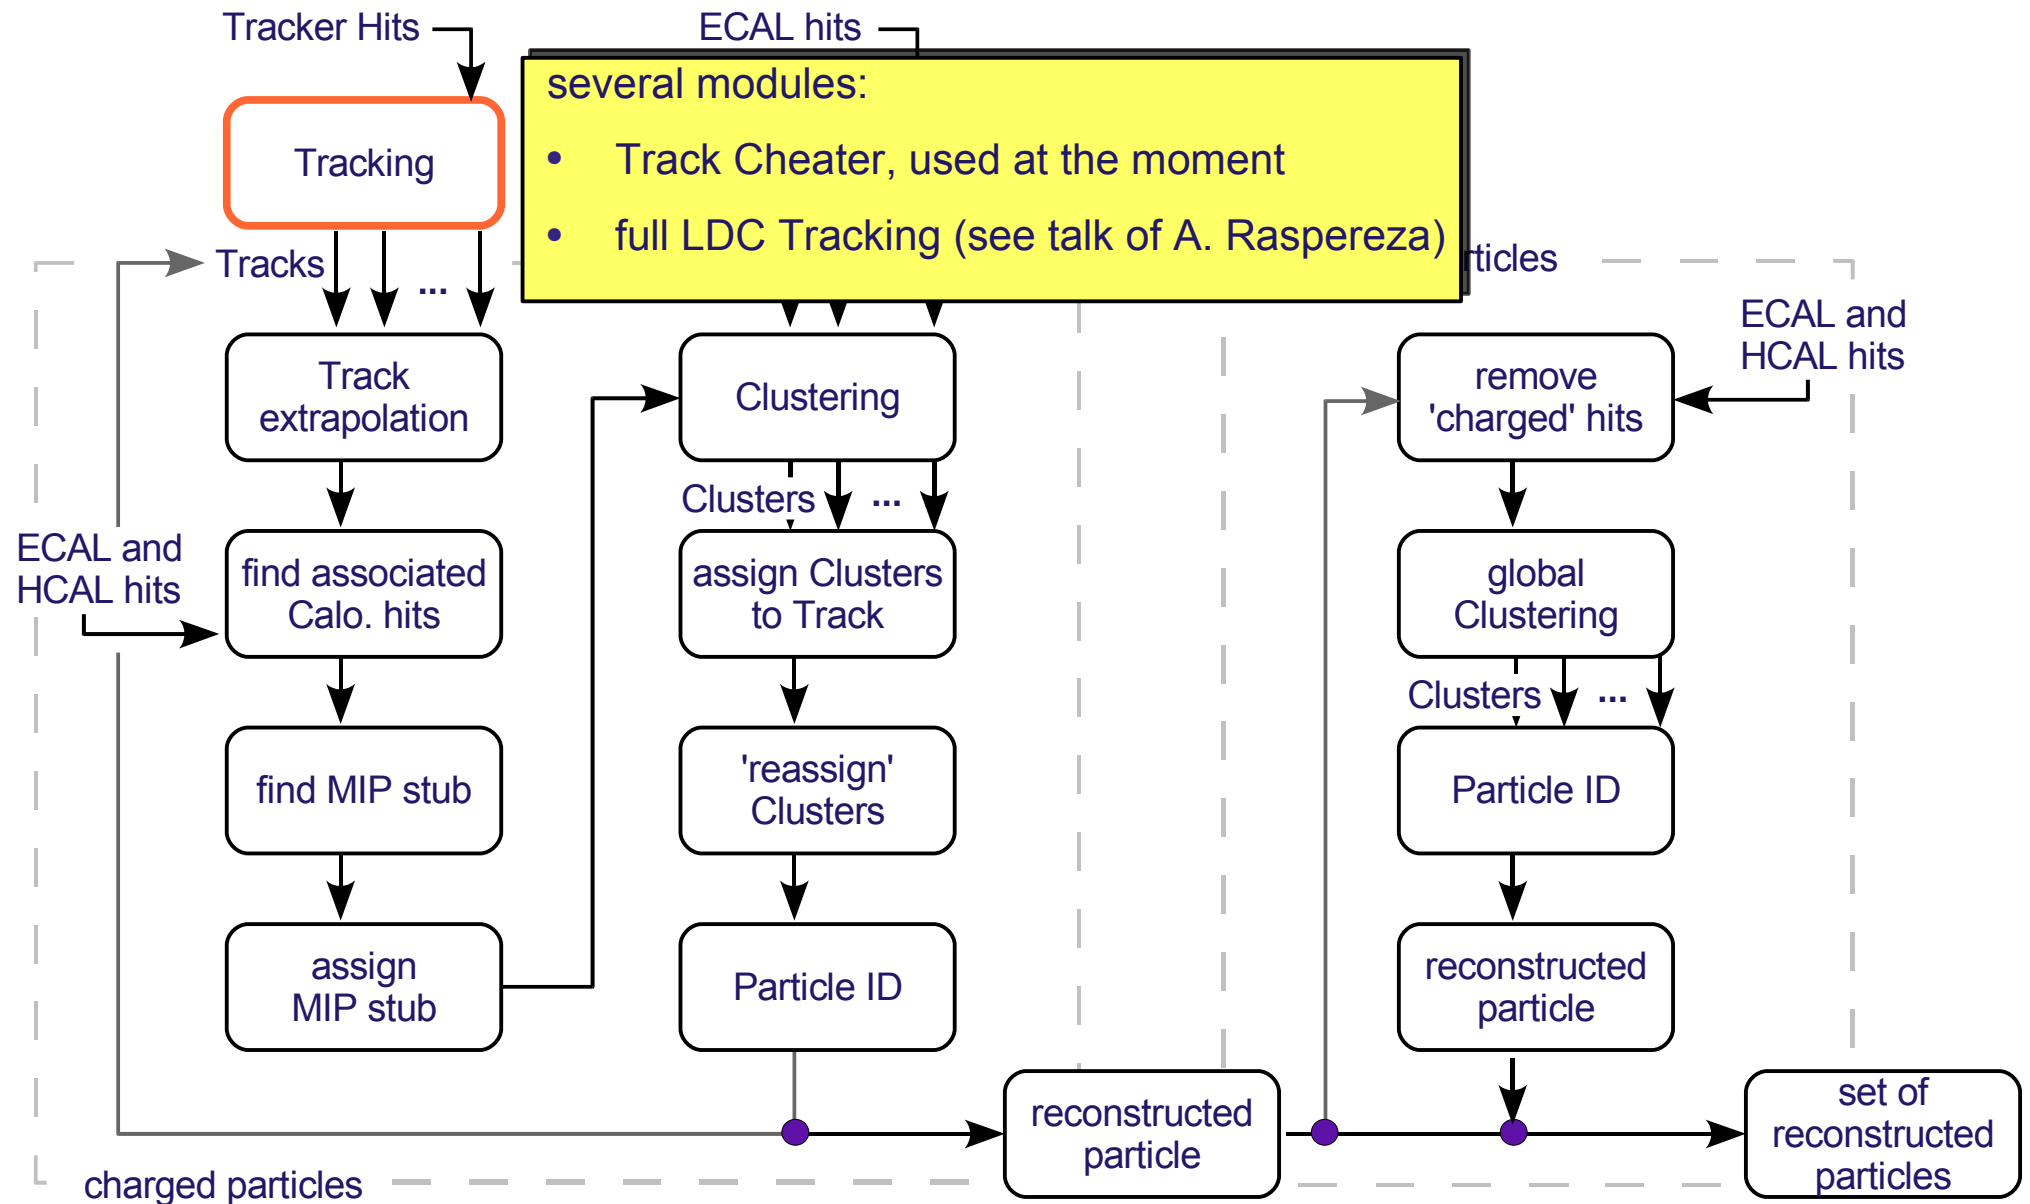 Tracker Hits
ECAL hits
several modules:
• Track Cheater, used at the moment
• full LDC Tracking (see talk of A. Raspereza)
Tracking
Tracks
...
rticles
Track
extrapolation
ECAL and
HCAL hits
find associated
Calo. hits
find MIP stub
assign
MIP stub
Clustering
Clusters
...
assign Clusters
to Track
'reassign'
Clusters
Particle ID
reconstructed
particle
charged particles
ECAL and
HCAL hits
remove
'charged' hits
global
Clustering
Clusters
...
Particle ID
reconstructed
particle
set of
reconstructed
particles